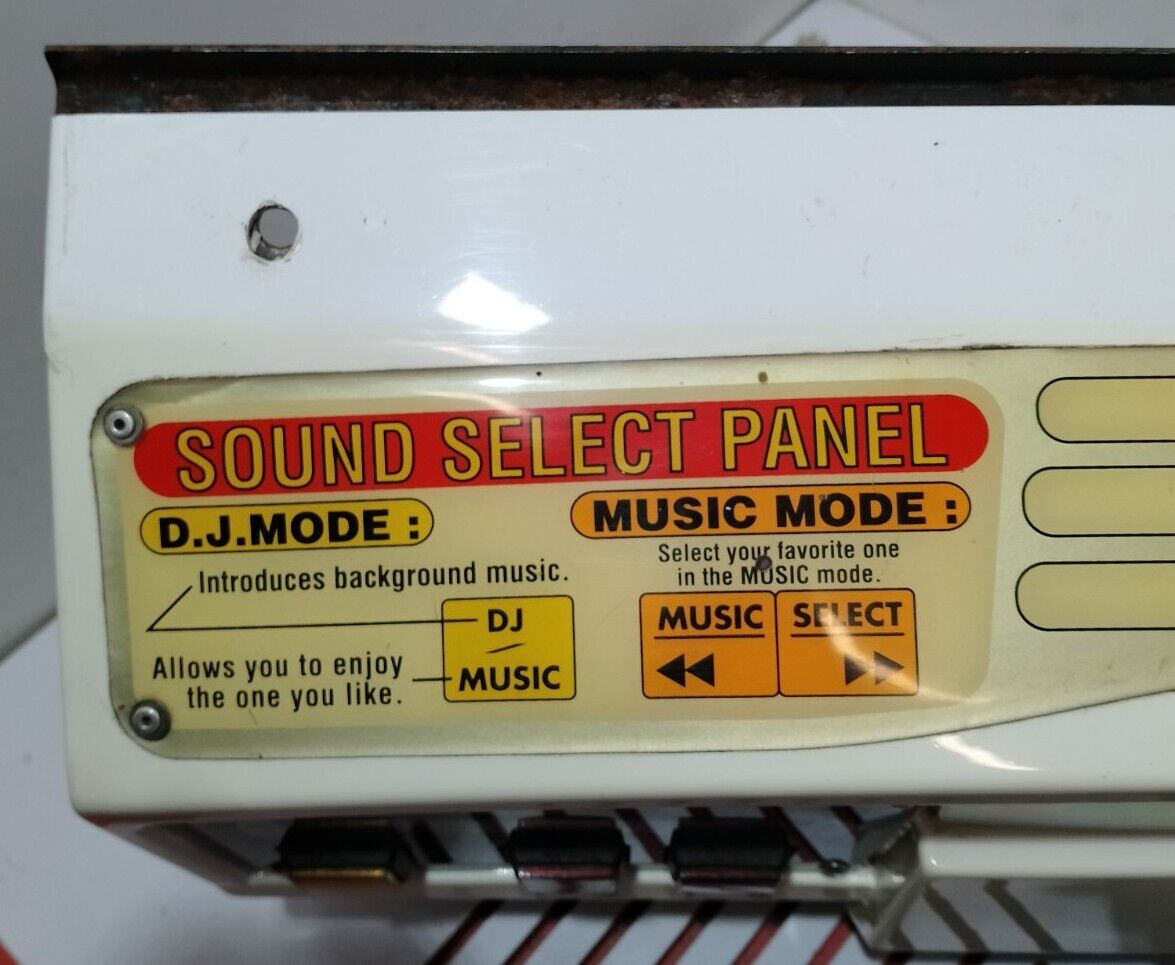 SOUND SELECT PANEL
D.J.MODE :
Introduces background music.
DJ
MUSIC
Allows you to enjoy
the one you like.
MUSIC MODE :
Select your favorite one
in the MUSIC mode.
MUSIC SELECT